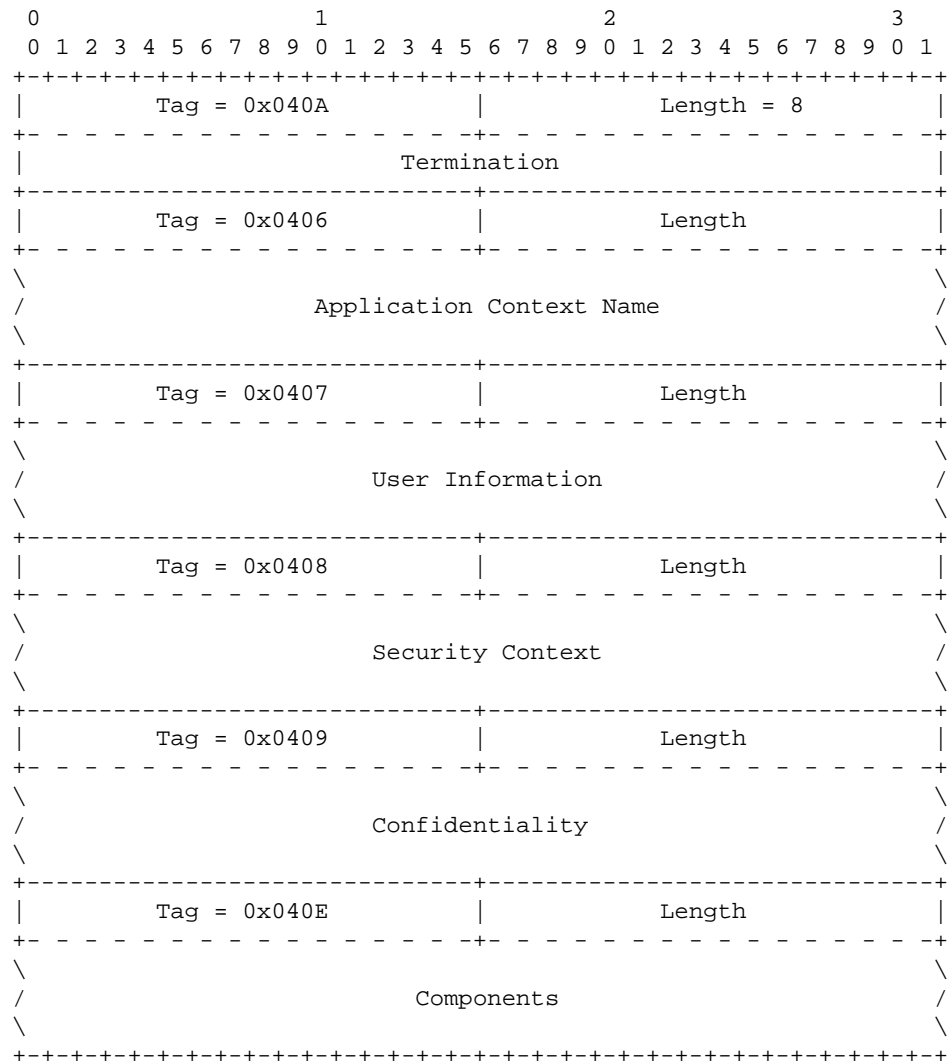 0                   1                   2                   3
 0 1 2 3 4 5 6 7 8 9 0 1 2 3 4 5 6 7 8 9 0 1 2 3 4 5 6 7 8 9 0 1
+-+-+-+-+-+-+-+-+-+-+-+-+-+-+-+-+-+-+-+-+-+-+-+-+-+-+-+-+-+-+-+-+
|         Tag = 0x040A          |            Length = 8         |
+- - - - - - - - - - - - - - - -+- - - - - - - - - - - - - - - -+
|                          Termination                          |
+-------------------------------+-------------------------------+
|         Tag = 0x0406          |            Length             |
+- - - - - - - - - - - - - - - -+- - - - - - - - - - - - - - - -+
\                                                               \
/                    Application Context Name                   /
\                                                               \
+-------------------------------+-------------------------------+
|         Tag = 0x0407          |            Length             |
+- - - - - - - - - - - - - - - -+- - - - - - - - - - - - - - - -+
\                                                               \
/                        User Information                       /
\                                                               \
+-------------------------------+-------------------------------+
|         Tag = 0x0408          |            Length             |
+- - - - - - - - - - - - - - - -+- - - - - - - - - - - - - - - -+
\                                                               \
/                        Security Context                       /
\                                                               \
+-------------------------------+-------------------------------+
|         Tag = 0x0409          |            Length             |
+- - - - - - - - - - - - - - - -+- - - - - - - - - - - - - - - -+
\                                                               \
/                        Confidentiality                        /
\                                                               \
+-------------------------------+-------------------------------+
|         Tag = 0x040E          |            Length             |
+- - - - - - - - - - - - - - - -+- - - - - - - - - - - - - - - -+
\                                                               \
/                           Components                          /
\                                                               \
+-+-+-+-+-+-+-+-+-+-+-+-+-+-+-+-+-+-+-+-+-+-+-+-+-+-+-+-+-+-+-+-+